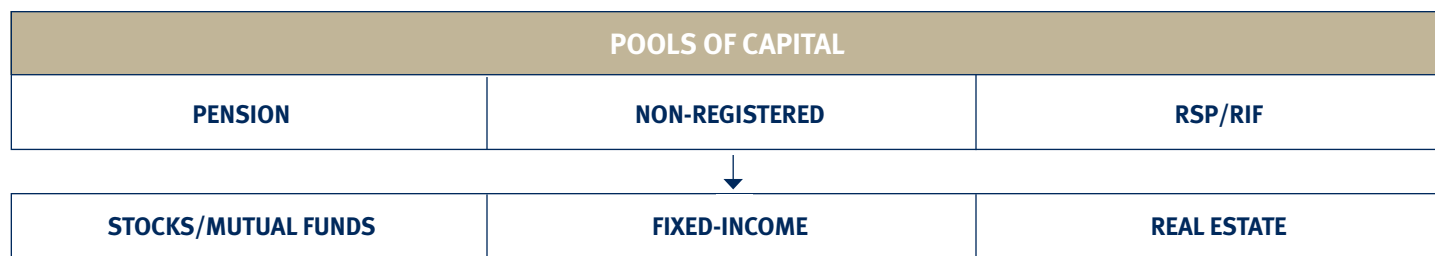 POOLS OF CAPITAL
PENSION NON-REGISTERED RSP/RIF
STOCKS/MUTUAL FUNDS FIXED-INCOME REAL ESTATE